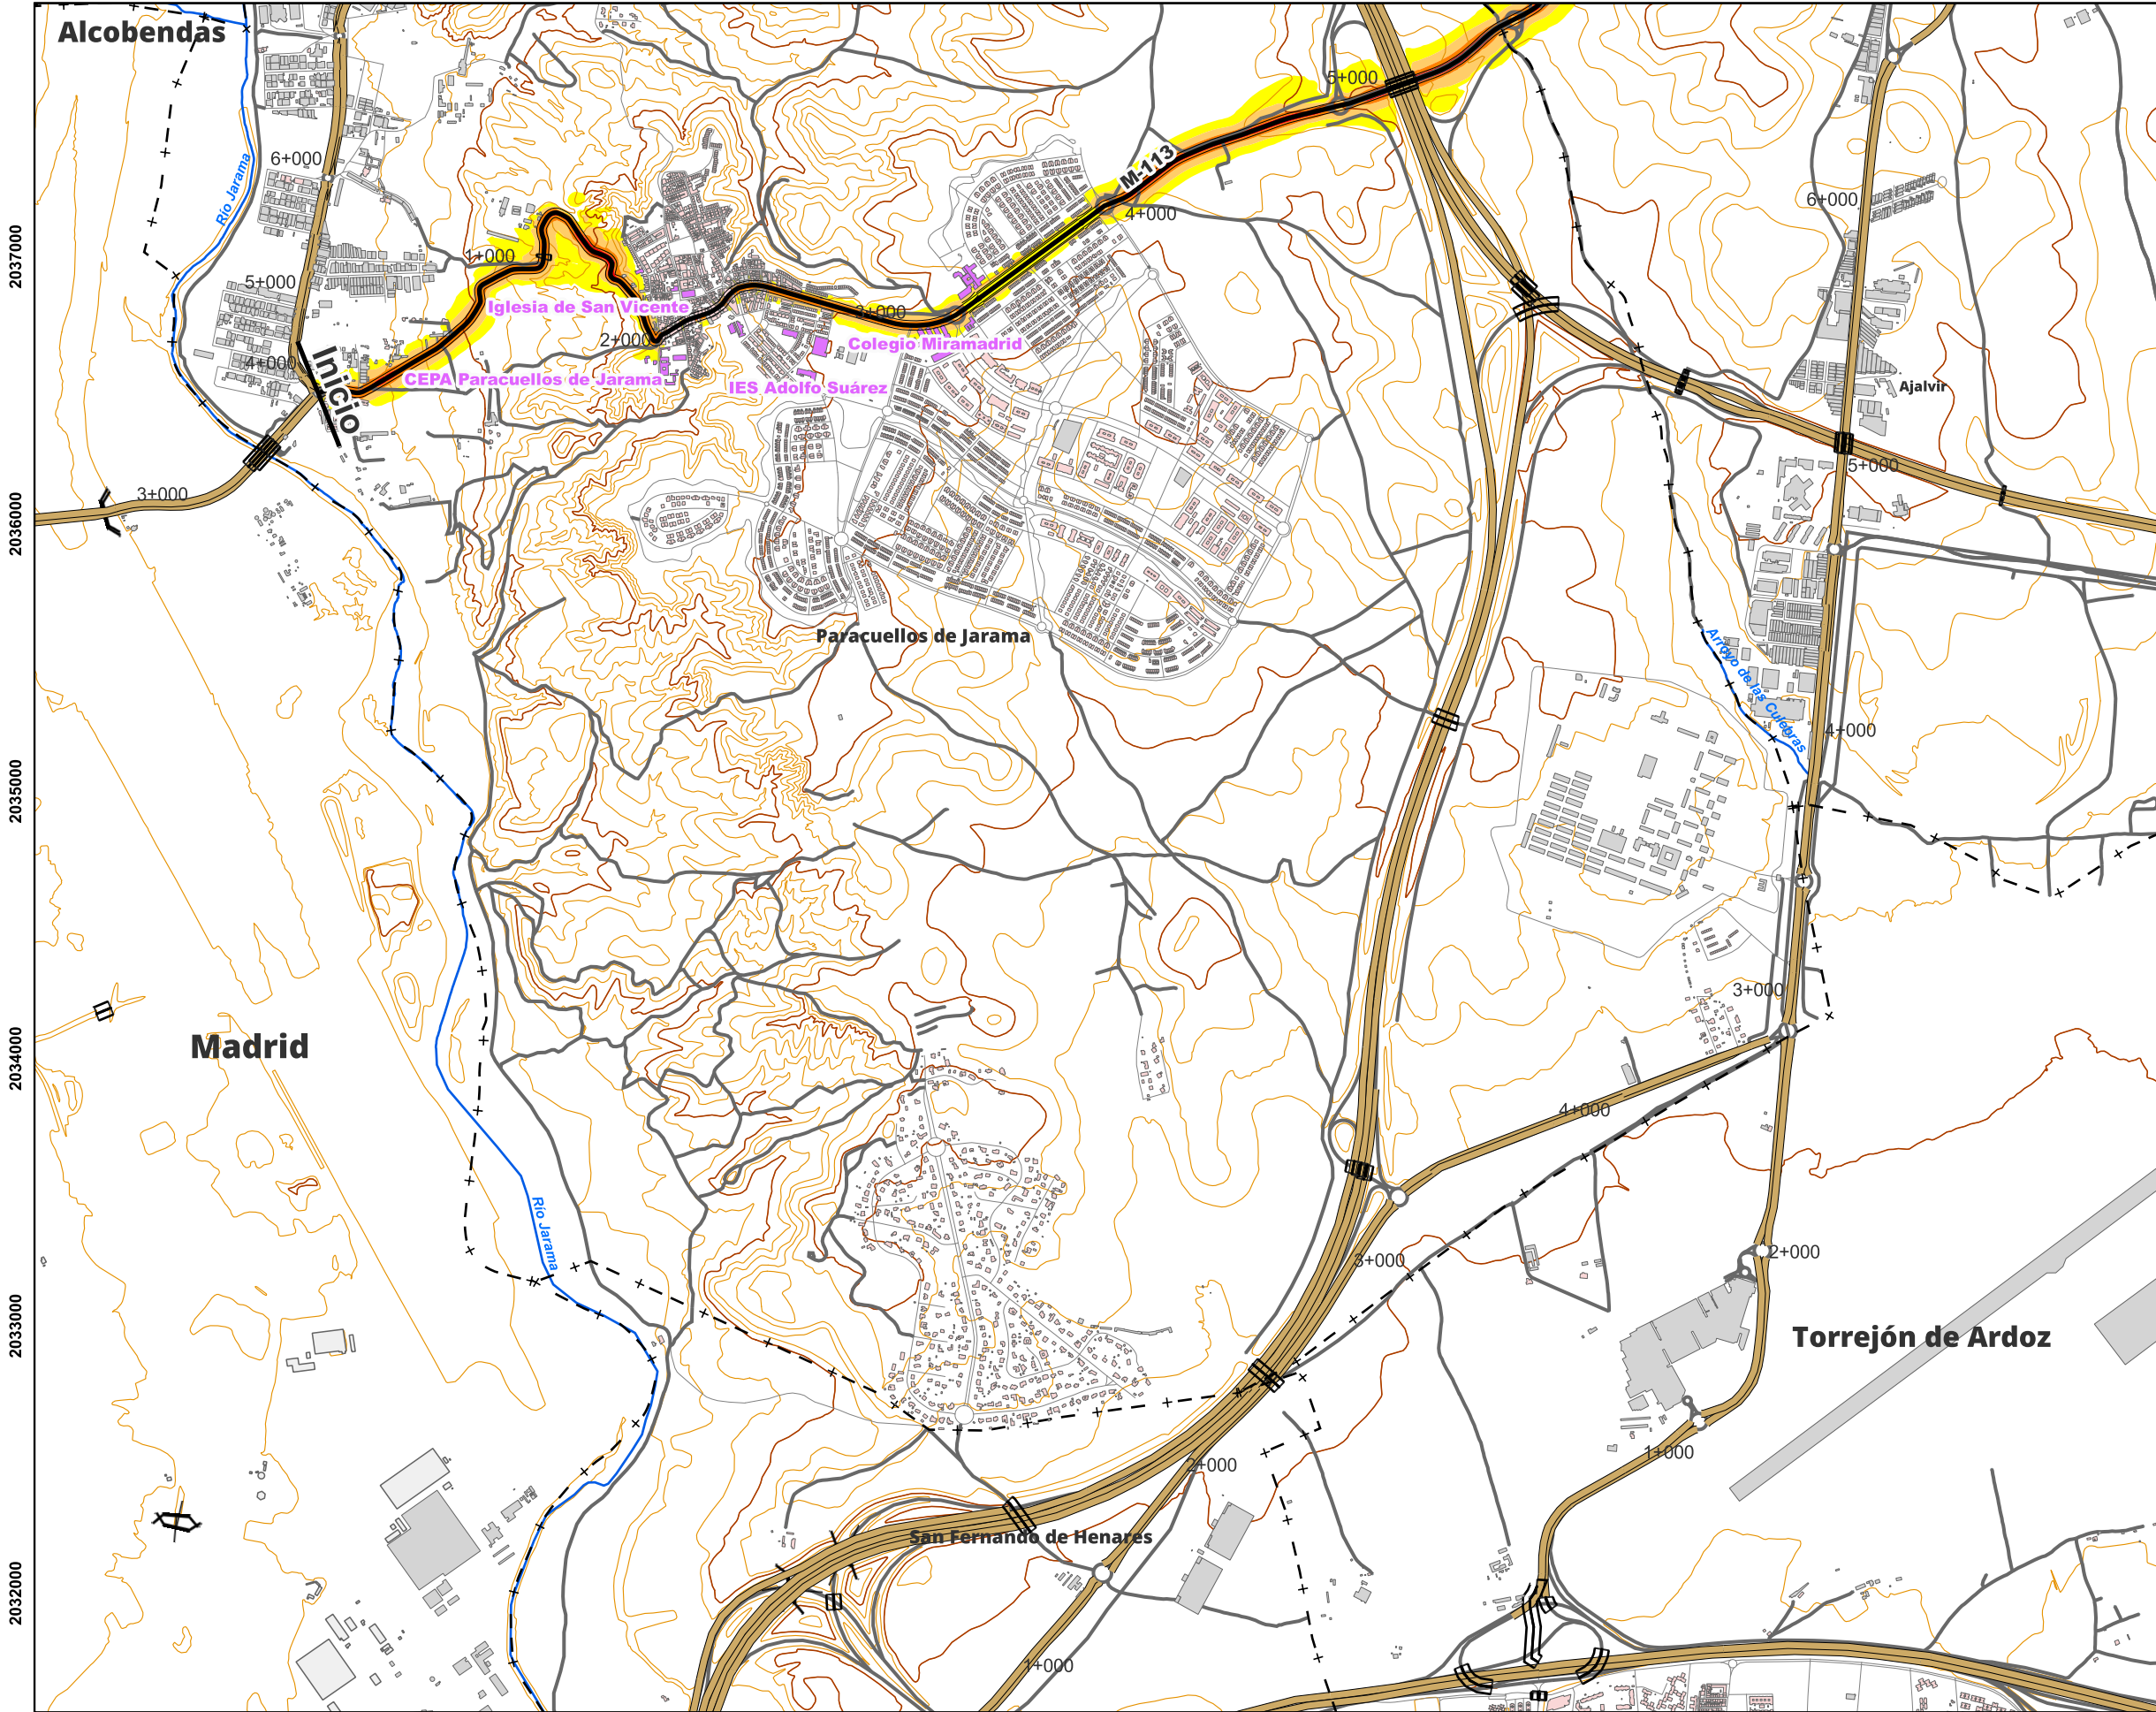 Alcobendas
5+000
6+000
Río Jarama
M-113
4+000
6+000
2037000
1+000
5+000
Iglesia de San Vicente
3+000
2+000
Colegio Miramadrid
4+000
Inicio
CEPA Paracuellos de Jarama
IES Adolfo Suárez
Ajalvir
5+000
3+000
2036000
Paracuellos de Jarama
Arroyo de las Culebras
4+000
2035000
3+000
Madrid
2034000
4+000
Río Jarama
3+000
2+000
2033000
Torrejón de Ardoz
1+000
2+000
San Fernando de Henares
2032000
1+000